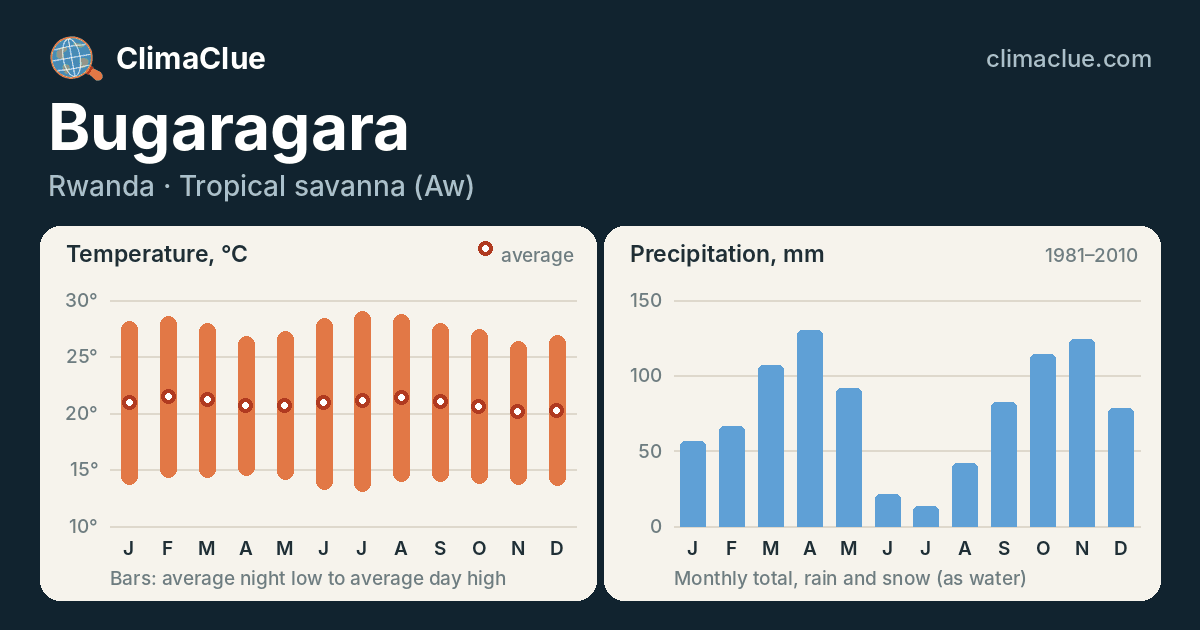 ClimaClue
climaclue.com
Bugaragara
Rwanda · Tropical savanna (Aw)
Temperature, °C
average
30°
25°
20°
15°
10°
J F M A M J J A S O N D
Bars: average night low to average day high
Precipitation, mm
1981–2010
150
100
50
0
J F M A M J J A S O N D
Monthly total, rain and snow (as water)